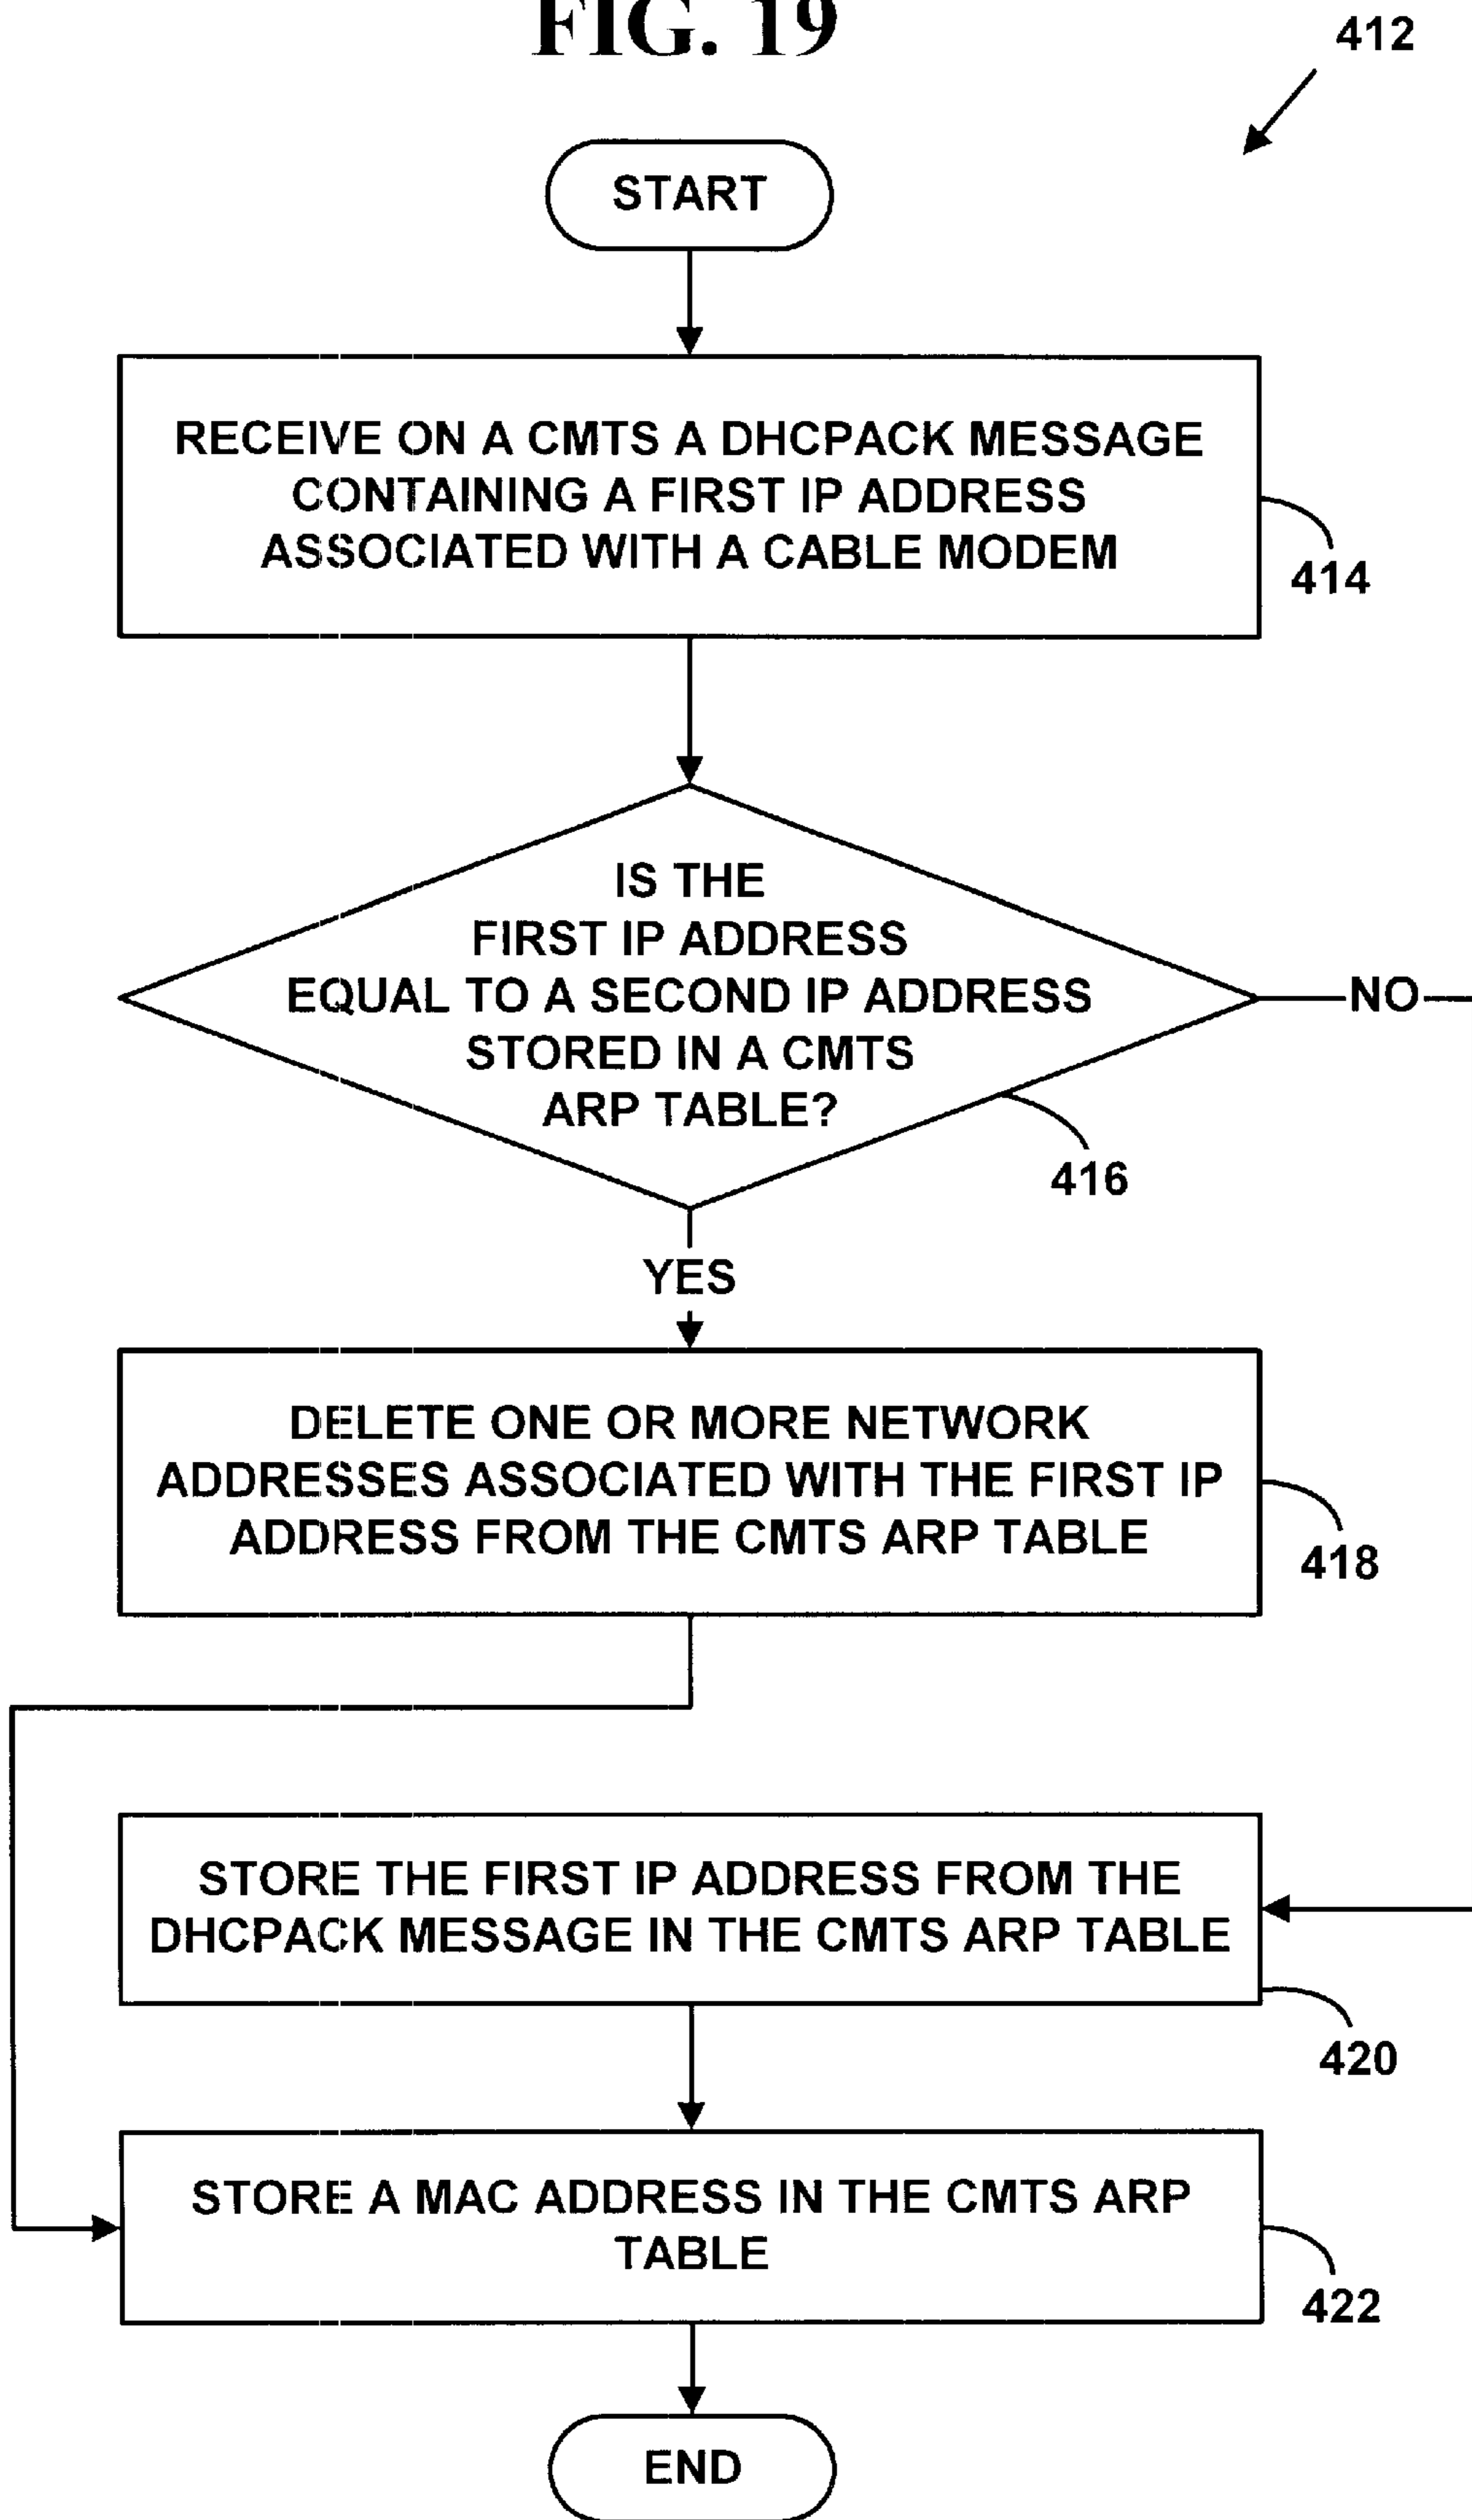 FIG. 19
412
START
RECEIVE ON A CMTS A DHCPACK MESSAGE
CONTAINING A FIRST IP ADDRESS
ASSOCIATED WITH A CABLE MODEM
414
IS THE
FIRST IP ADDRESS
EQUAL TO A SECOND IP ADDRESS
STORED IN A CMTS
ARP TABLE?
NO
416
YES
DELETE ONE OR MORE NETWORK
ADDRESSES ASSOCIATED WITH THE FIRST IP
ADDRESS FROM THE CMTS ARP TABLE
418
STORE THE FIRST IP ADDRESS FROM THE
DHCPACK MESSAGE IN THE CMTS ARP TABLE
420
STORE A MAC ADDRESS IN THE CMTS ARP
TABLE
422
END